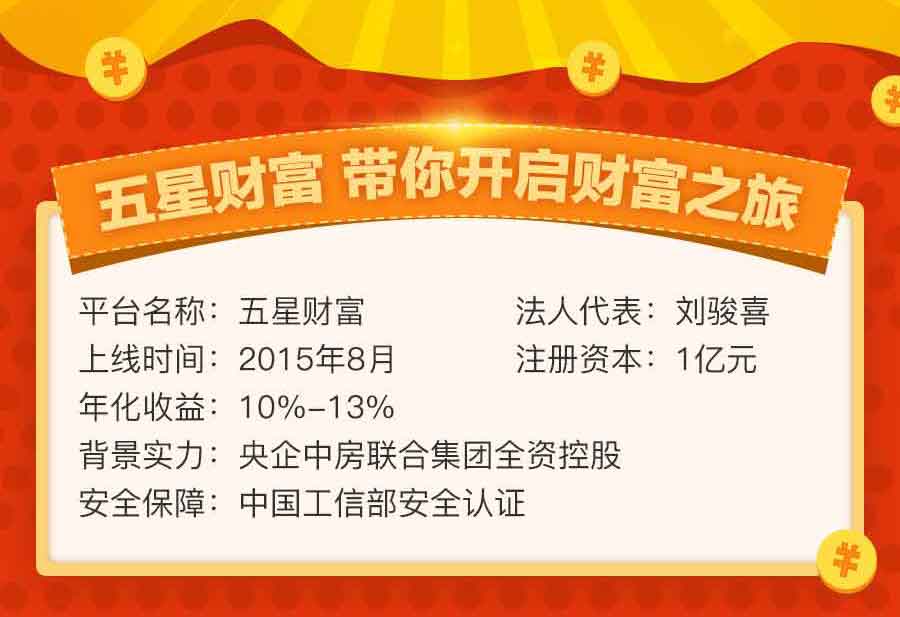 五星财富 带你开启财富之旅
平台名称：五星财富 法人代表：刘骏喜
上线时间：2015年8月 注册资本：1亿元
年化收益：10%-13%
背景实力：央企中房联合集团全资控股
安全保障：中国工信部安全认证